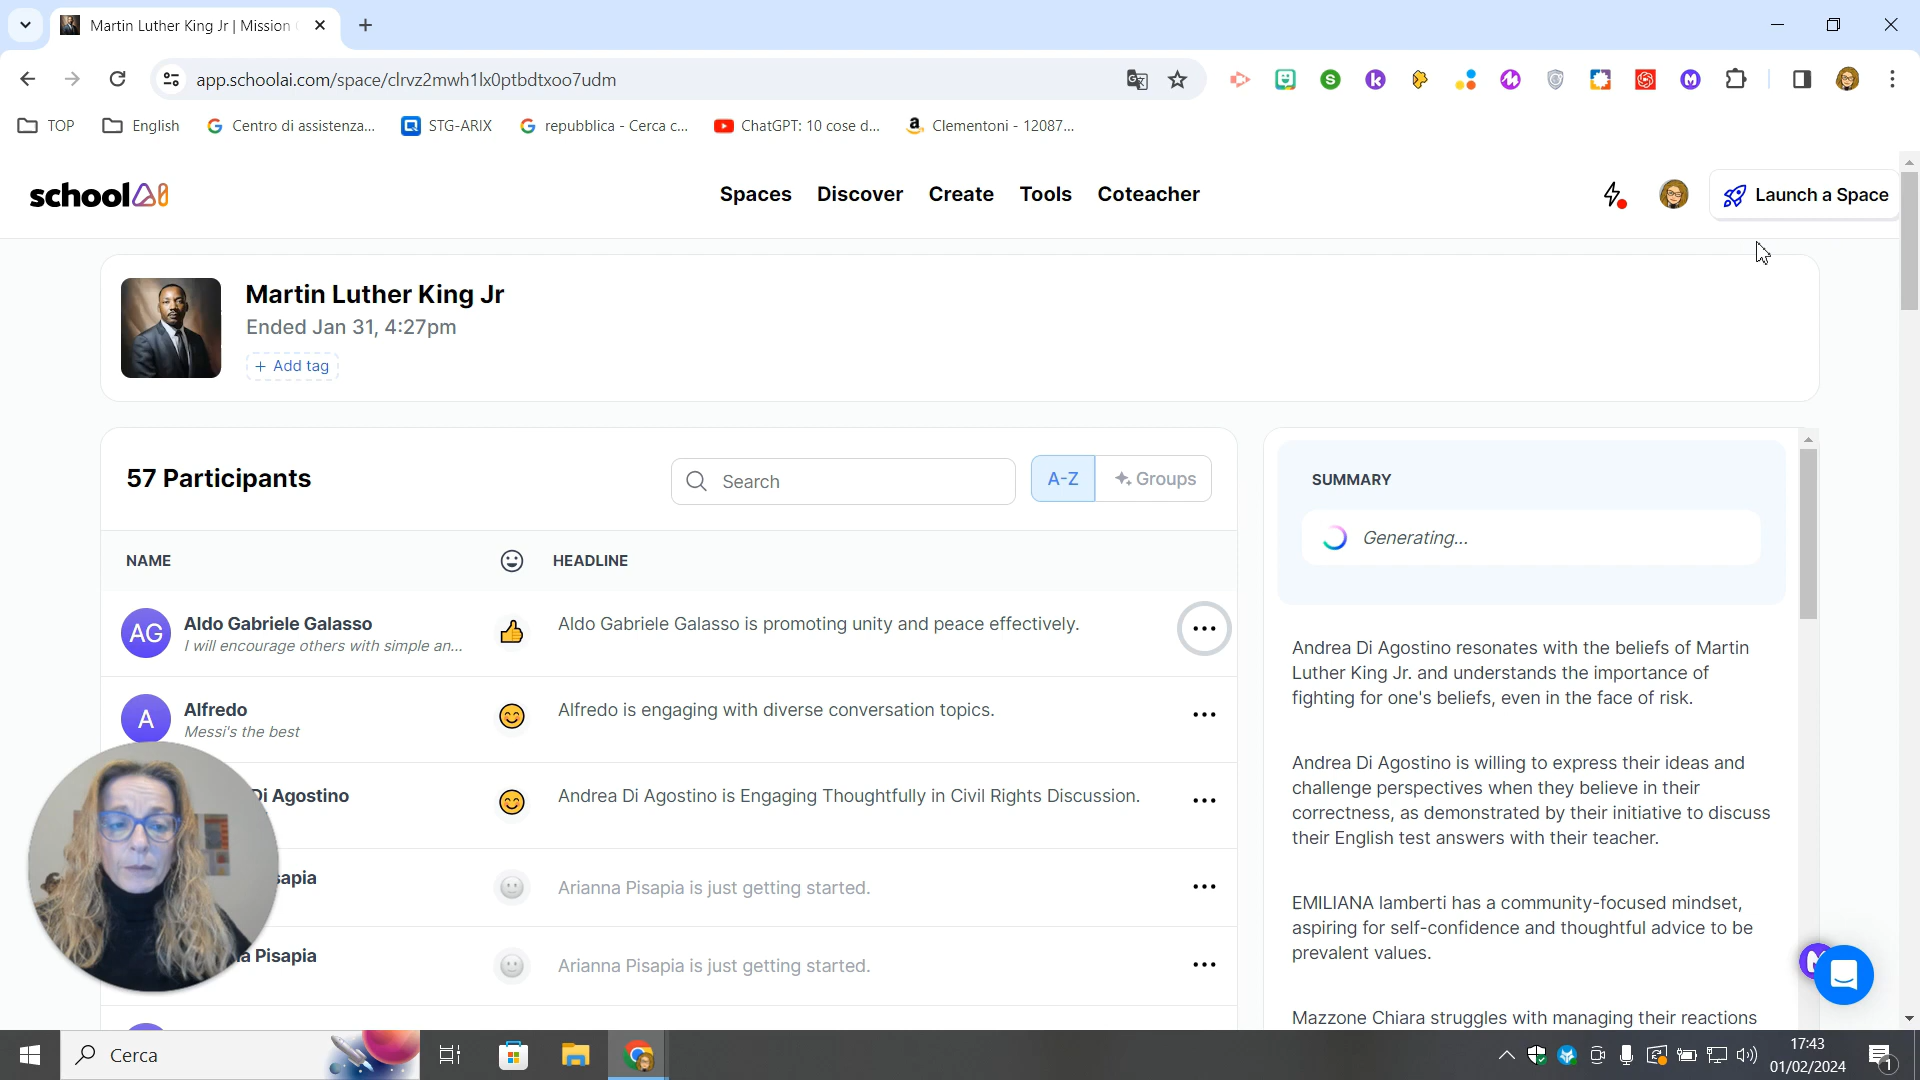 Martin Luther King Jr | Mission
app.schoolai.com/space/clrvz2mwh1lx0ptbdtxoo7udm
TOP
English
Centro di assistenza...
STG-ARIX
repubblica - Cerca c...
ChatGPT: 10 cose d...
Clementoni - 12087...
schoolAI
Spaces
Discover
Create
Tools
Coteacher
Launch a Space
Martin Luther King Jr
Ended Jan 31, 4:27pm
+ Add tag
57 Participants
Search
A-Z
Groups
NAME
HEADLINE
AG
Aldo Gabriele Galasso
I will encourage others with simple an...
Aldo Gabriele Galasso is promoting unity and peace effectively.
A
Alfredo
Messi's the best
Alfredo is engaging with diverse conversation topics.
Di Agostino
Andrea Di Agostino is Engaging Thoughtfully in Civil Rights Discussion.
sapia
Arianna Pisapia is just getting started.
a Pisapia
Arianna Pisapia is just getting started.
SUMMARY
Generating...
Andrea Di Agostino resonates with the beliefs of Martin
Luther King Jr. and understands the importance of
fighting for one's beliefs, even in the face of risk.
Andrea Di Agostino is willing to express their ideas and
challenge perspectives when they believe in their
correctness, as demonstrated by their initiative to discuss
their English test answers with their teacher.
EMILIANA lamberti has a community-focused mindset,
aspiring for self-confidence and thoughtful advice to be
prevalent values.
Mazzone Chiara struggles with managing their reactions
Cerca
17:43
01/02/2024
1